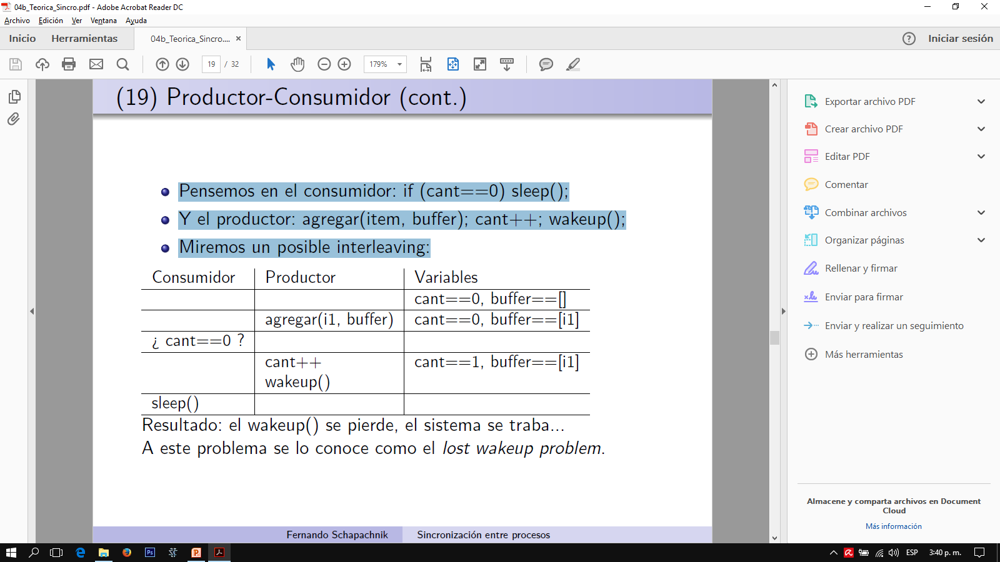 04b_Teorica_Sincro.pdf - Adobe Acrobat Reader DC
Archivo Edición Ver Ventana Ayuda
Inicio Herramientas 04b_Teorica_Sincro.... × ? Iniciar sesión
19 / 32 179%
(19) Productor-Consumidor (cont.)
Pensemos en el consumidor: if (cant==0) sleep();
Y el productor: agregar(item, buffer); cant++; wakeup();
Miremos un posible interleaving:
Consumidor Productor Variables
cant==0, buffer==[]
agregar(i1, buffer) cant==0, buffer==[i1]
¿ cant==0 ?
cant++ cant==1, buffer==[i1]
wakeup()
sleep()
Resultado: el wakeup() se pierde, el sistema se traba...
A este problema se lo conoce como el lost wakeup problem.
Fernando Schapachnik Sincronización entre procesos
Exportar archivo PDF
Crear archivo PDF
Editar PDF
Comentar
Combinar archivos
Organizar páginas
Rellenar y firmar
Enviar para firmar
Enviar y realizar un seguimiento
Más herramientas
Almacene y comparta archivos en Document
Cloud
Más información
Ps ESP 3:40 p. m.